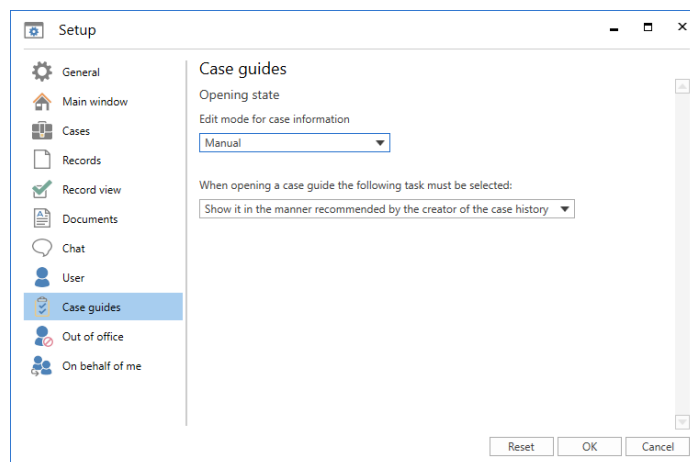 Setup
General
Main window
Cases
Records
Record view
Documents
Chat
User
Case guides
Out of office
On behalf of me
Case guides
Opening state
Edit mode for case information
Manual
When opening a case guide the following task must be selected:
Show it in the manner recommended by the creator of the case history
Reset
OK
Cancel